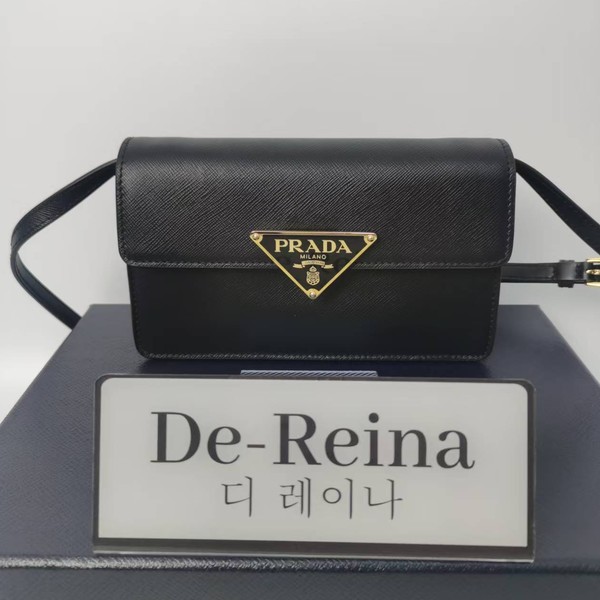 PRADA
MILANO
De-Reina
디 레이나